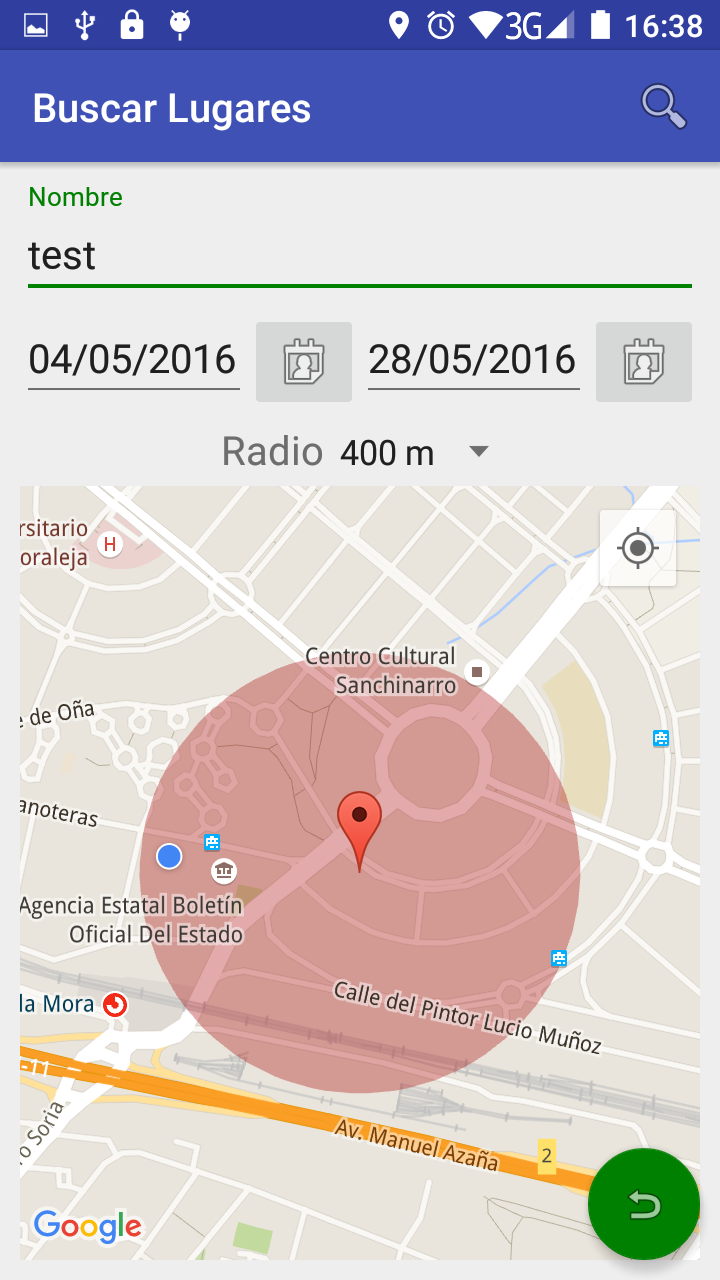 3G 16:38
Buscar Lugares
Nombre
test
04/05/2016 28/05/2016
Radio 400 m
rsitario
oraleja
H
Centro Cultural
Sanchinarro
e de Oña
anoteras
Agencia Estatal Boletín
Oficial Del Estado
la Mora
Calle del Pintor Lucio Muñoz
-11
ro Soria
Av. Manuel Azaña
2
Google